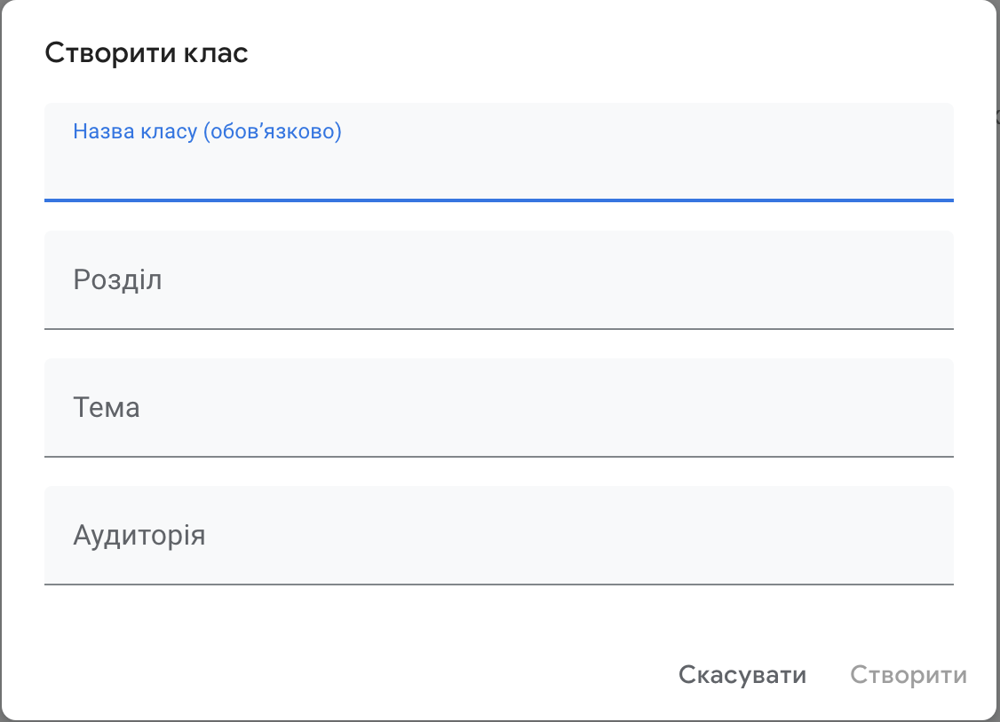 Створити клас
Назва класу (обов’язково)
Розділ
Тема
Аудиторія
Скасувати Створити